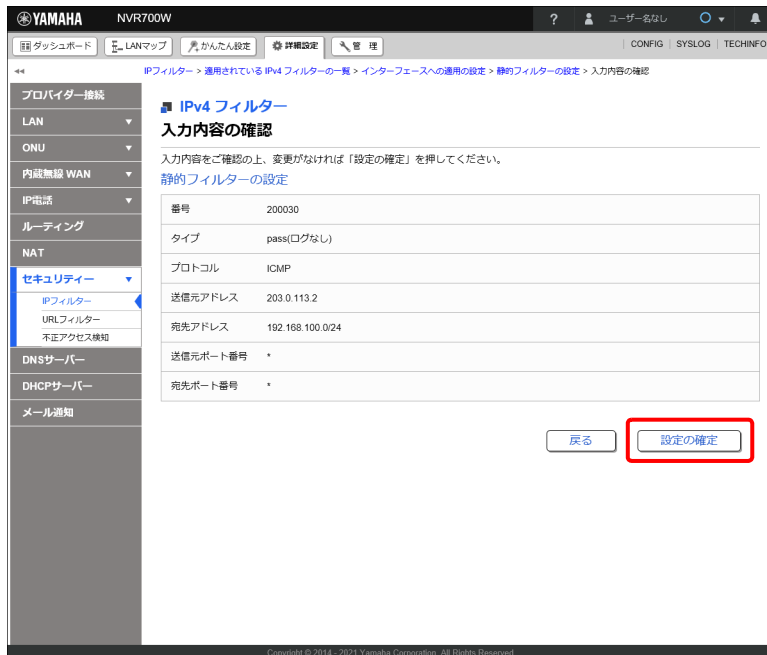 YAMAHA NVR700W ? ユーザー名なし
ダッシュボード LANマップ かんたん設定 詳細設定 管 理 CONFIG SYSLOG TECHINFO
IPフィルター > 適用されている IPv4 フィルターの一覧 > インターフェースへの適用の設定 > 静的フィルターの設定 > 入力内容の確認
プロバイダー接続
LAN
ONU
内蔵無線 WAN
IP電話
ルーティング
NAT
セキュリティー
IPフィルター
URLフィルター
不正アクセス検知
DNSサーバー
DHCPサーバー
メール通知
IPv4 フィルター
入力内容の確認
入力内容をご確認の上、変更がなければ「設定の確定」を押してください。
静的フィルターの設定
番号 200030
タイプ pass(ログなし)
プロトコル ICMP
送信元アドレス 203.0.113.2
宛先アドレス 192.168.100.0/24
送信元ポート番号 *
宛先ポート番号 *
戻る 設定の確定
Copyright © 2014 - 2021 Yamaha Corporation. All Rights Reserved.